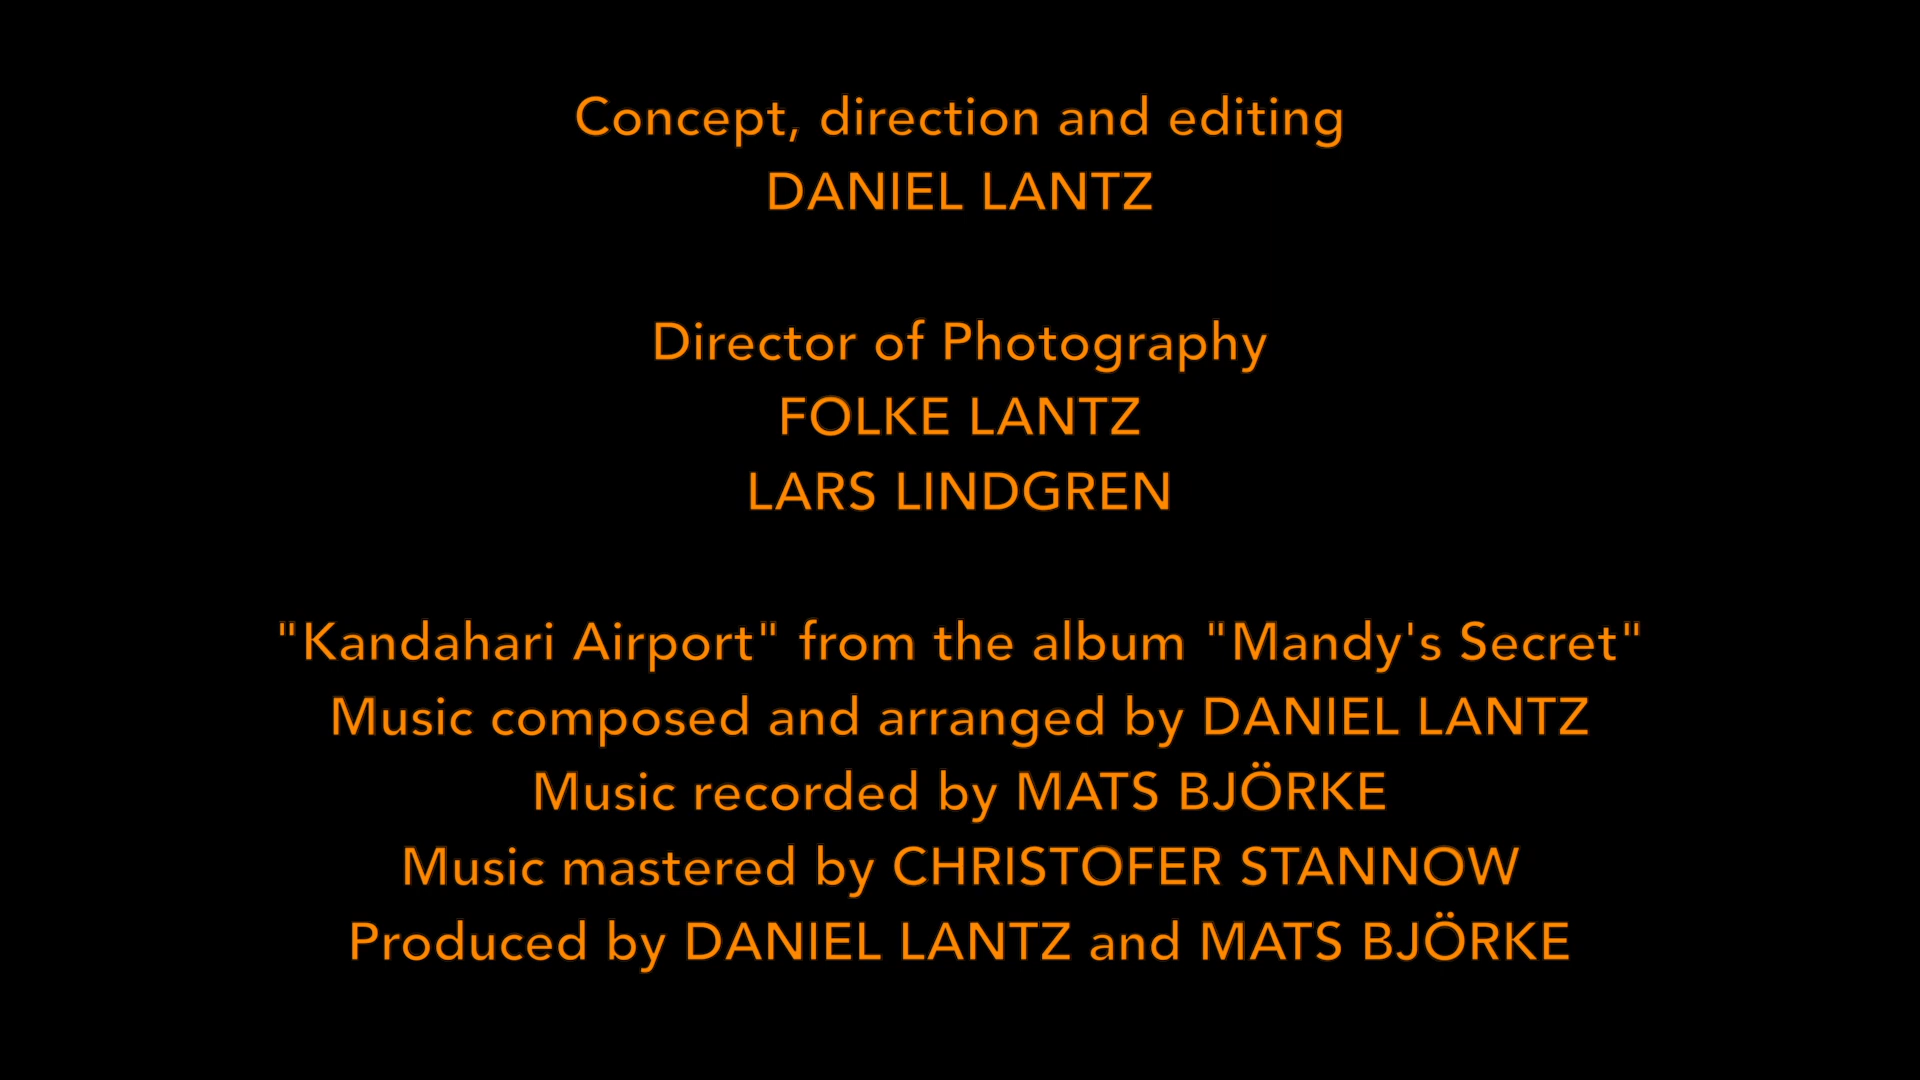 Concept, direction and editing
DANIEL LANTZ
Director of Photography
FOLKE LANTZ
LARS LINDGREN
"Kandahari Airport" from the album "Mandy's Secret"
Music composed and arranged by DANIEL LANTZ
Music recorded by MATS BJÖRKE
Music mastered by CHRISTOFER STANNOW
Produced by DANIEL LANTZ and MATS BJÖRKE